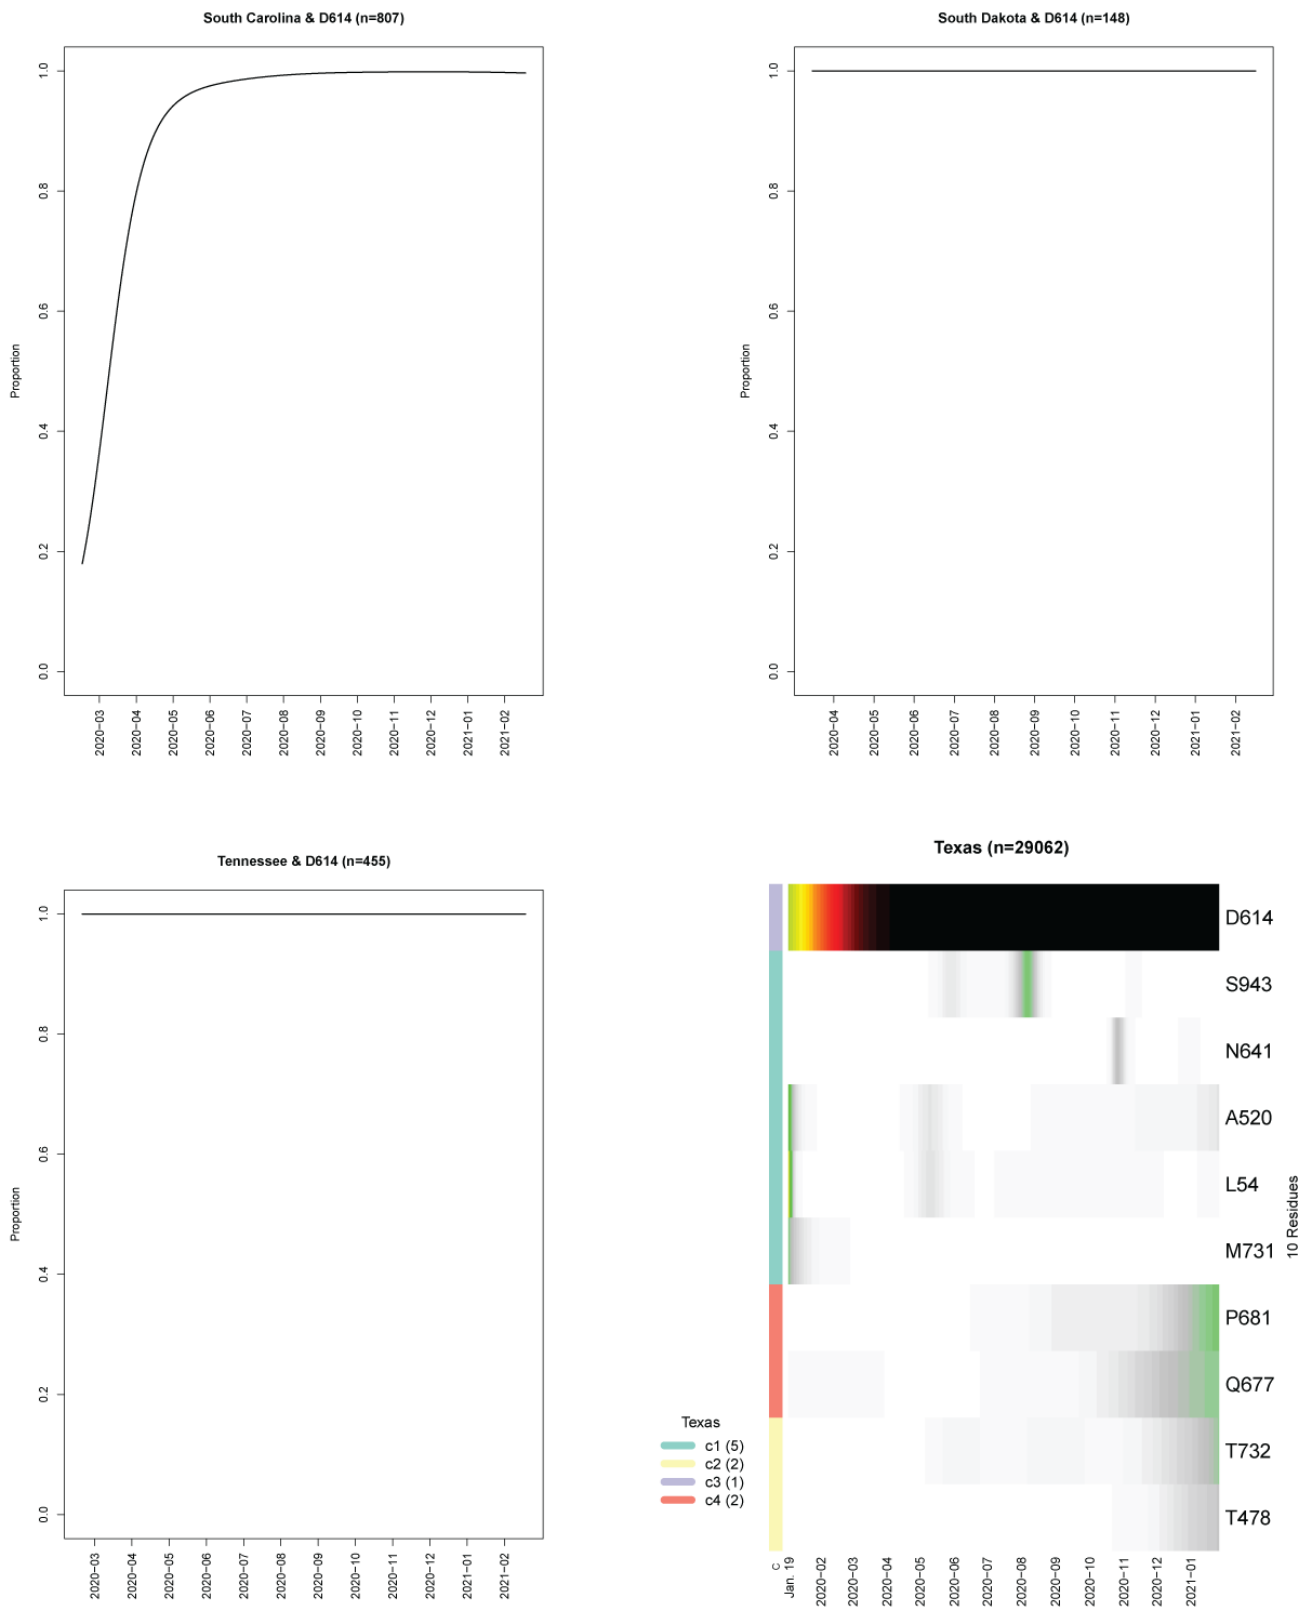 South Carolina & D614 (n=807)
Proportion
1.0
0.8
0.6
0.4
0.2
0.0
2020−03
2020−04
2020−05
2020−06
2020−07
2020−08
2020−09
2020−10
2020−11
2020−12
2021−01
2021−02
South Dakota & D614 (n=148)
Proportion
1.0
0.8
0.6
0.4
0.2
0.0
2020−04
2020−05
2020−06
2020−07
2020−08
2020−09
2020−10
2020−11
2020−12
2021−01
2021−02
Tennessee & D614 (n=455)
Proportion
1.0
0.8
0.6
0.4
0.2
0.0
2020−03
2020−04
2020−05
2020−06
2020−07
2020−08
2020−09
2020−10
2020−11
2020−12
2021−01
2021−02
Texas (n=29062)
D614
S943
N641
A520
L54
M731
P681
Q677
T732
T478
10 Residues
Texas
c1 (5)
c2 (2)
c3 (1)
c4 (2)
C
Jan. 19
2020−02
2020−03
2020−04
2020−05
2020−06
2020−07
2020−08
2020−09
2020−10
2020−11
2020−12
2021−01